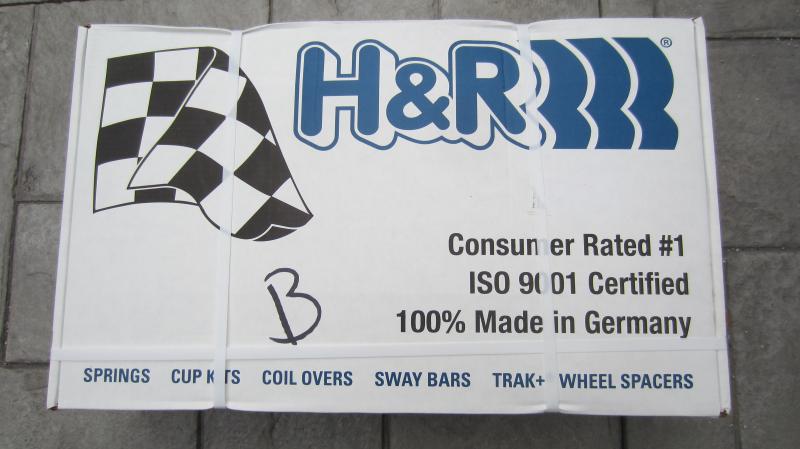 H&R®
Consumer Rated #1
ISO 9001 Certified
100% Made in Germany
B
SPRINGS CUP KITS COIL OVERS SWAY BARS TRAK+ WHEEL SPACERS